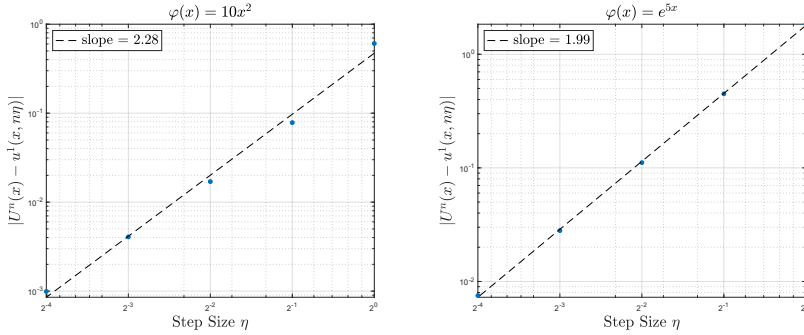 φ(x) = 10x²
slope = 2.28
|Uⁿ(x) − u¹(x, nη)|
10⁰
10⁻¹
10⁻²
10⁻³
2⁻⁴ 2⁻³ 2⁻² 2⁻¹ 2⁰
Step Size η
φ(x) = e⁵ˣ
slope = 1.99
|Uⁿ(x) − u¹(x, nη)|
10⁰
10⁻¹
10⁻²
2⁻⁴ 2⁻³ 2⁻² 2⁻¹
Step Size η